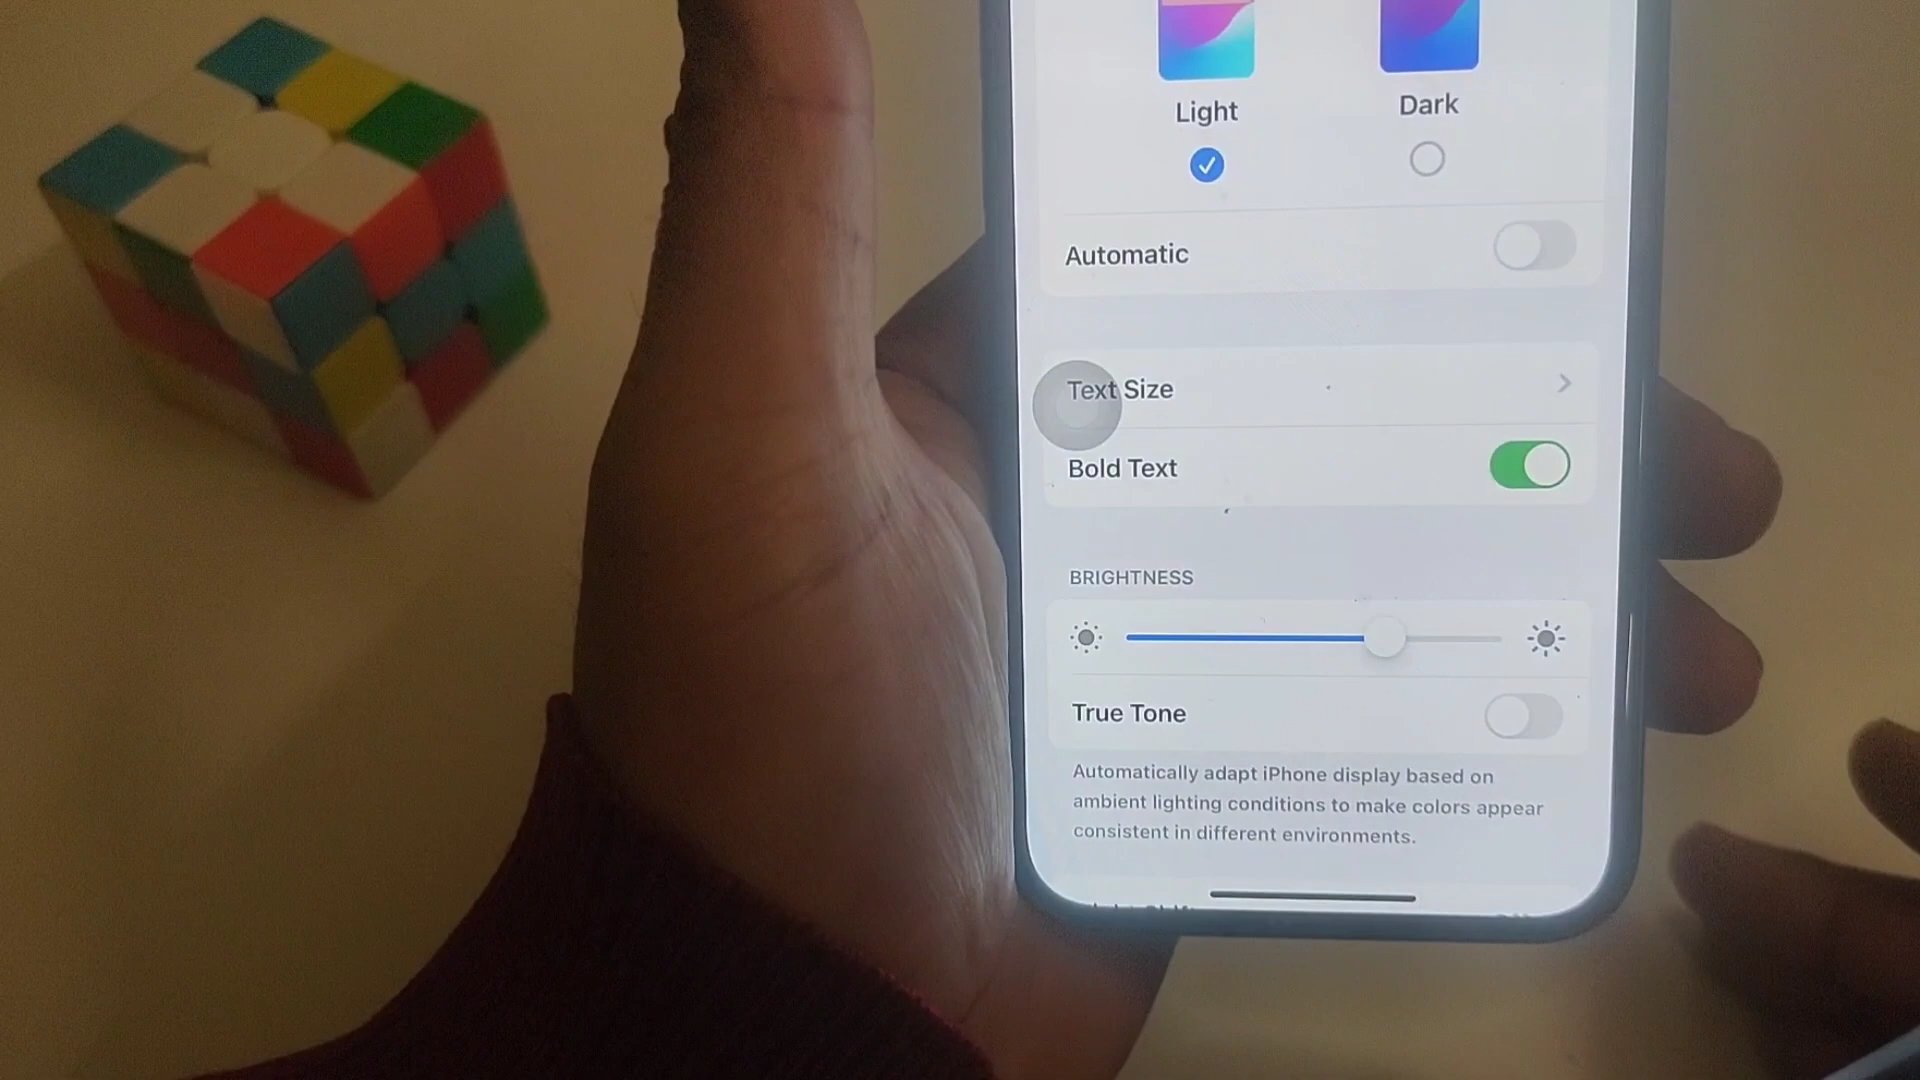 Light
Dark
Automatic
Text Size
Bold Text
BRIGHTNESS
True Tone
Automatically adapt iPhone display based on
ambient lighting conditions to make colors appear
consistent in different environments.